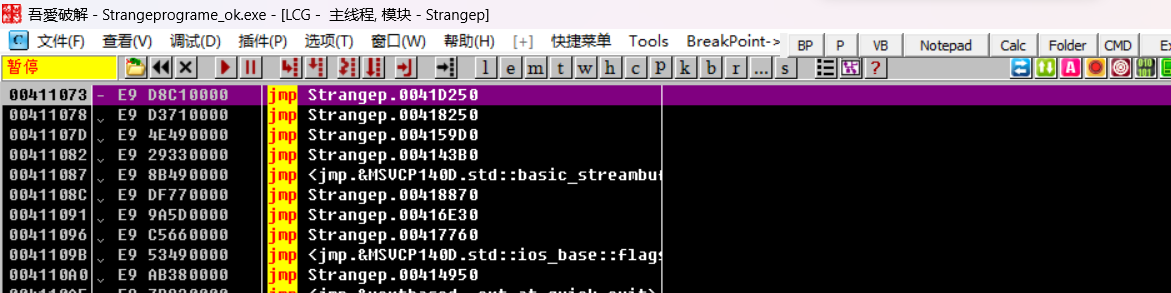 吾愛破解 - Strangeprograme_ok.exe - [LCG - 主线程, 模块 - Strangep]
C 文件(F) 查看(V) 调试(D) 插件(P) 选项(T) 窗口(W) 帮助(H) [+] 快捷菜单 Tools BreakPoint-> BP P VB Notepad Calc Folder CMD Ex
暂停 l e m t w h c p k b r ... s ? A
00411073 - E9 D8C10000 jmp Strangep.0041D250
00411078 E9 D3710000 jmp Strangep.00418250
0041107D E9 4E490000 jmp Strangep.004159D0
00411082 E9 29330000 jmp Strangep.004143B0
00411087 E9 8B490000 jmp <jmp.&MSVCP140D.std::basic_streambu
0041108C E9 DF770000 jmp Strangep.00418870
00411091 E9 9A5D0000 jmp Strangep.00416E30
00411096 E9 C5660000 jmp Strangep.00417760
0041109B E9 53490000 jmp <jmp.&MSVCP140D.std::ios_base::flags
004110A0 E9 AB380000 jmp Strangep.00414950